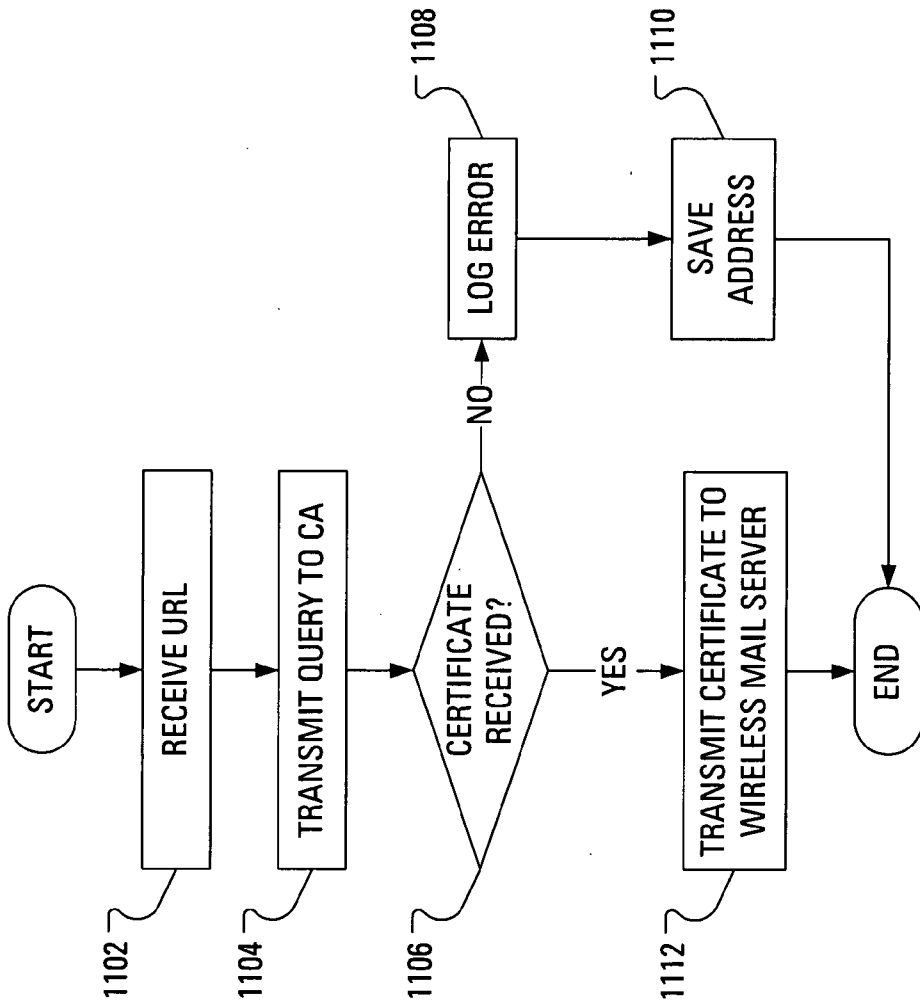 START
1102
RECEIVE URL
1104
TRANSMIT QUERY TO CA
1106
CERTIFICATE
RECEIVED?
NO
LOG ERROR
1108
SAVE
ADDRESS
1110
YES
1112
TRANSMIT CERTIFICATE TO
WIRELESS MAIL SERVER
END